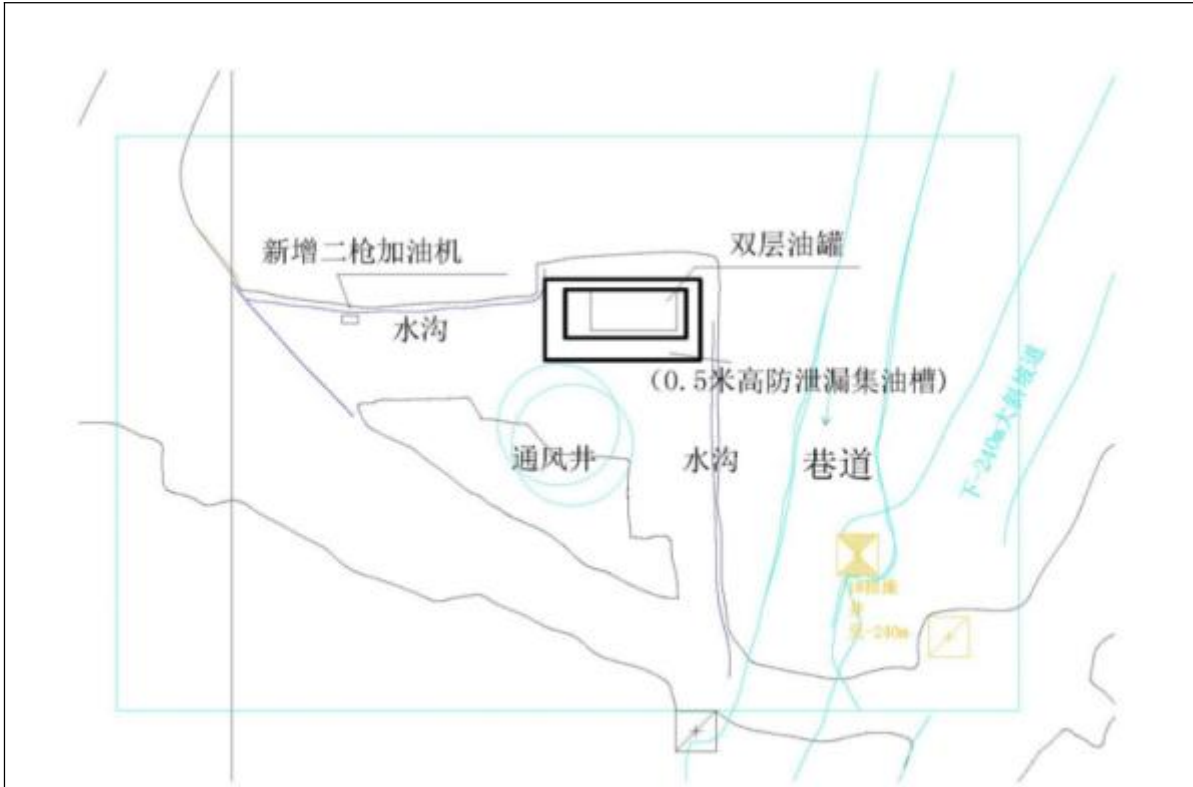 双层油罐
新增二枪加油机
水沟
(0.5米高防泄漏集油槽)
通风井
水沟
巷道
下-240m大斜坡道
-240m